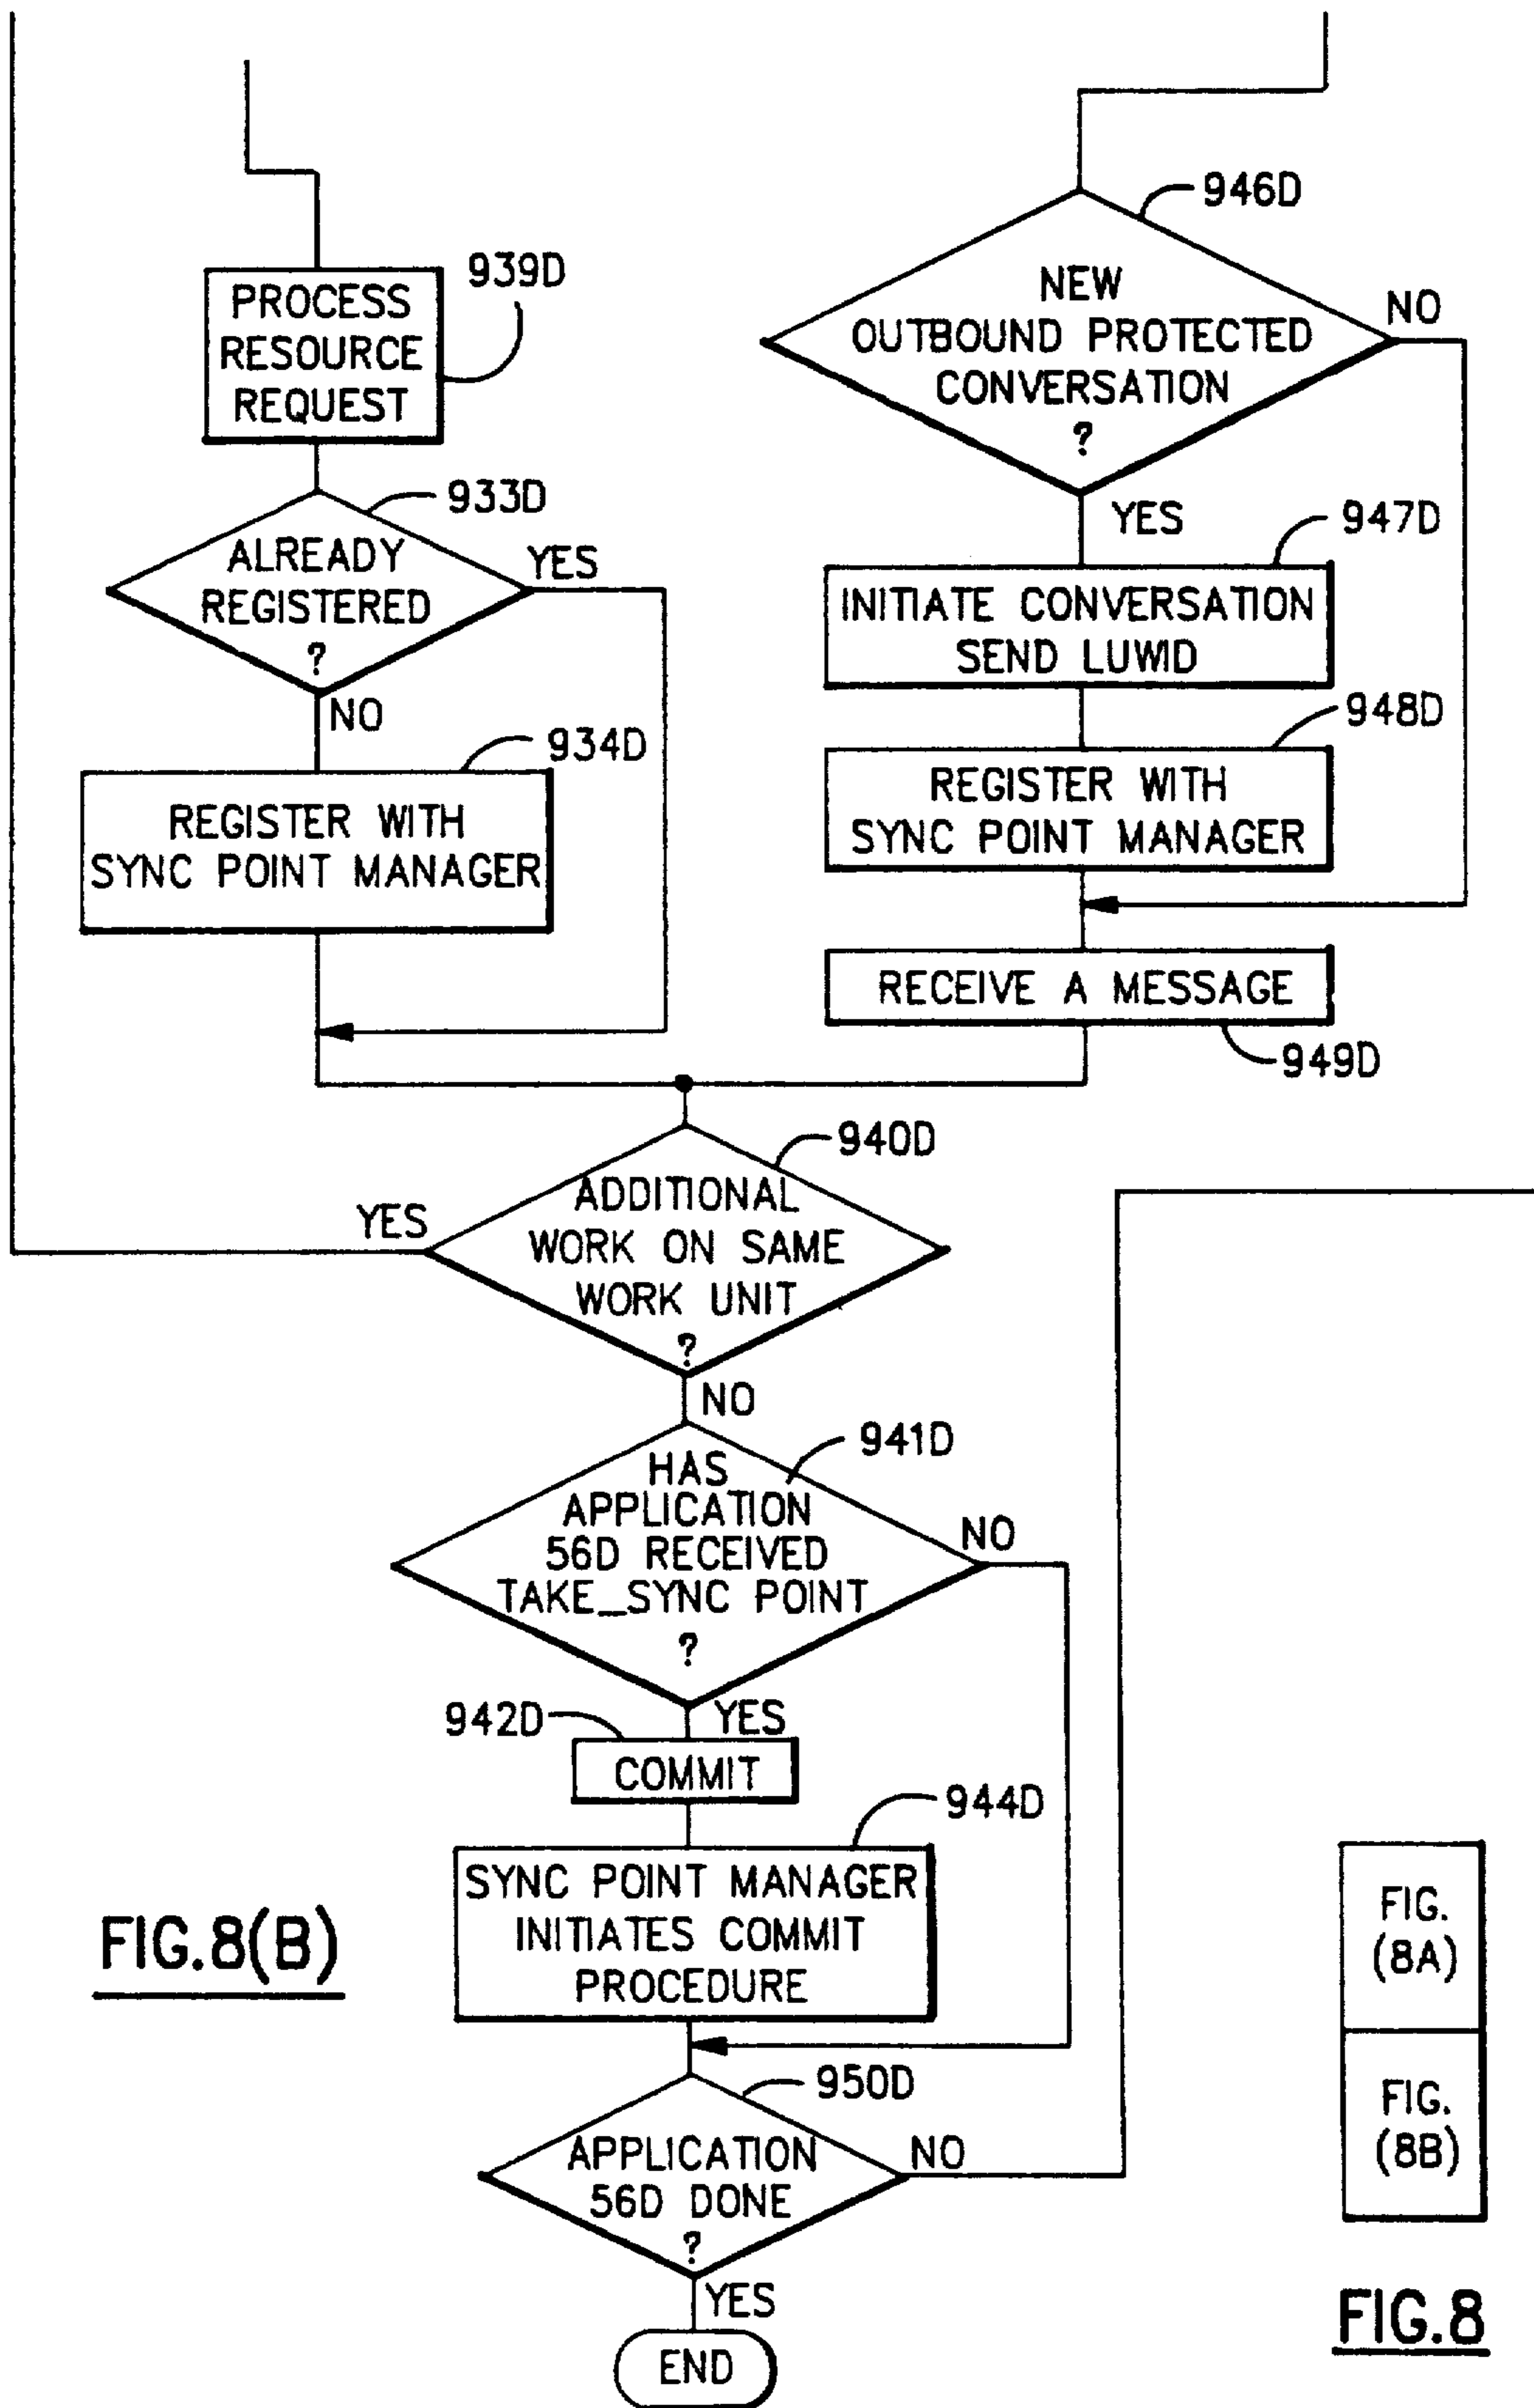 939D
PROCESS
RESOURCE
REQUEST
933D
ALREADY
REGISTERED
?
YES
NO
934D
REGISTER WITH
SYNC POINT MANAGER
946D
NEW
OUTBOUND PROTECTED
CONVERSATION
?
NO
YES
947D
INITIATE CONVERSATION
SEND LUWID
948D
REGISTER WITH
SYNC POINT MANAGER
RECEIVE A MESSAGE
949D
940D
ADDITIONAL
WORK ON SAME
WORK UNIT
?
YES
NO
941D
HAS
APPLICATION
56D RECEIVED
TAKE_SYNC POINT
?
NO
YES
942D
COMMIT
944D
SYNC POINT MANAGER
INITIATES COMMIT
PROCEDURE
950D
APPLICATION
56D DONE
?
NO
YES
END
FIG.8(B)
FIG.
(8A)
FIG.
(8B)
FIG.8